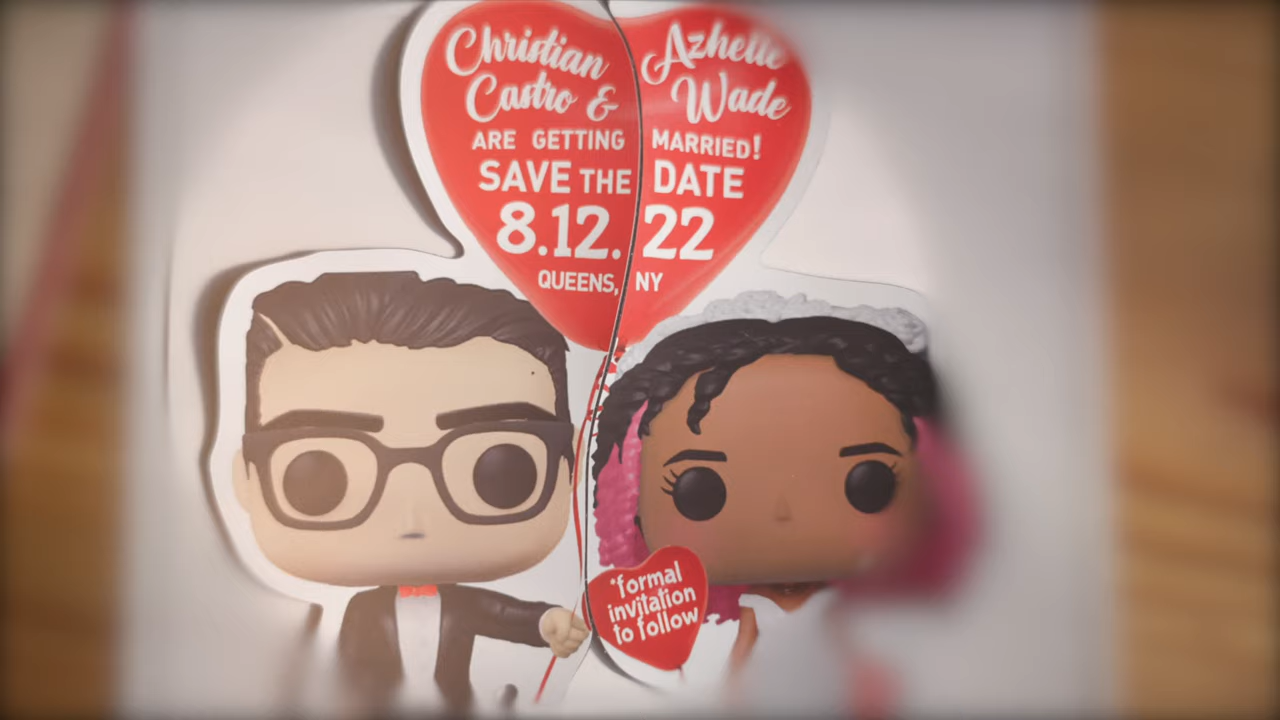 Christian Azhelle
Castro & Wade
ARE GETTING MARRIED!
SAVE THE DATE
8.12.22
QUEENS, NY
*formal
invitation
to follow